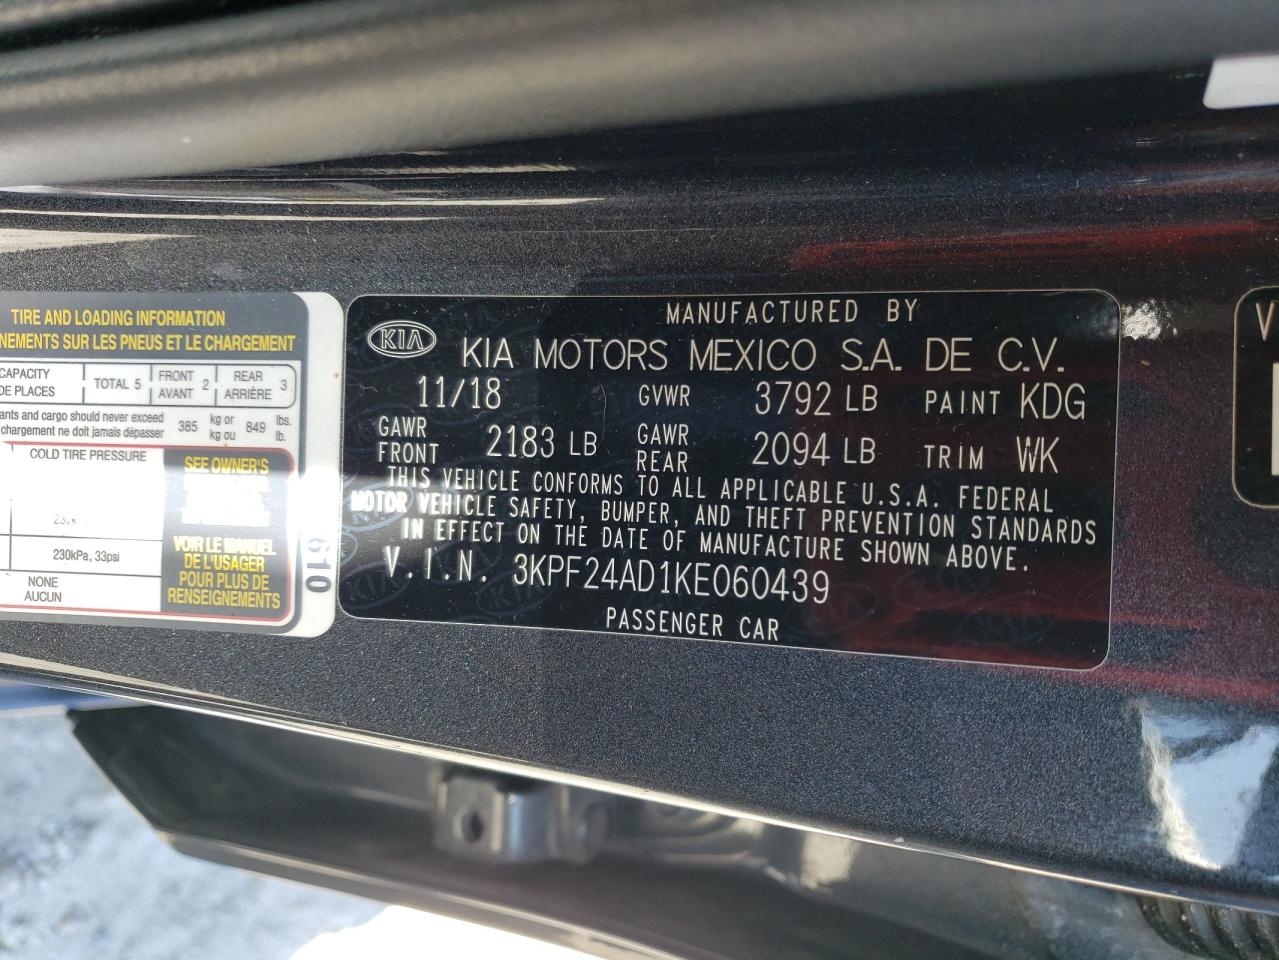 TIRE AND LOADING INFORMATION
NEMENTS SUR LES PNEUS ET LE CHARGEMENT
CAPACITY
DE PLACES
TOTAL 5
FRONT
AVANT 2
REAR
ARRIÈRE 3
ants and cargo should never exceed
chargement ne doit jamais dépasser
385 kg or
kg ou
849 lbs.
lb.
COLD TIRE PRESSURE
230kPa, 33psi
NONE
AUCUN
SEE OWNER'S
VOIR LE MANUEL
DE L'USAGER
POUR PLUS DE
RENSEIGNEMENTS
610
MANUFACTURED BY
KIA KIA MOTORS MEXICO S.A. DE C.V.
11/18 GVWR 3792 LB PAINT KDG
GAWR
FRONT 2183 LB GAWR
REAR 2094 LB TRIM WK
THIS VEHICLE CONFORMS TO ALL APPLICABLE U.S.A. FEDERAL
MOTOR VEHICLE SAFETY, BUMPER, AND THEFT PREVENTION STANDARDS
IN EFFECT ON THE DATE OF MANUFACTURE SHOWN ABOVE.
V.I.N. 3KPF24AD1KE060439
PASSENGER CAR
V